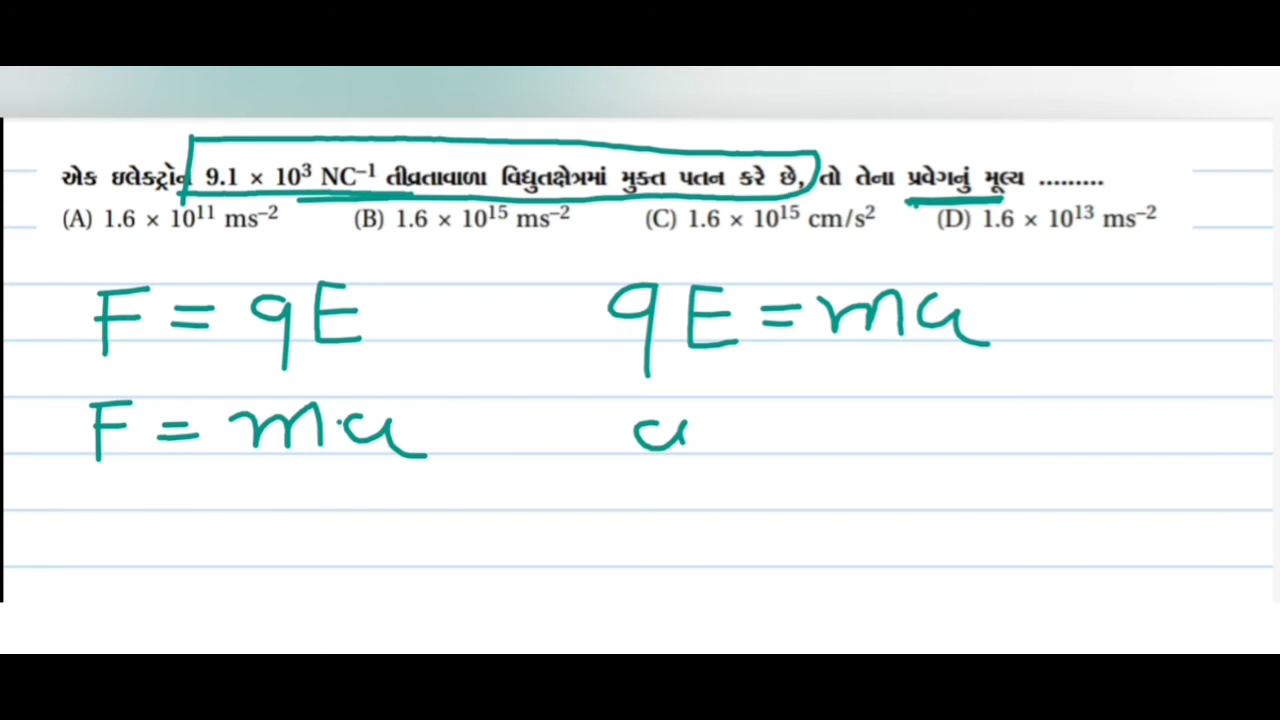 એક ઇલેક્ટ્રોન 9.1 × 10³ NC⁻¹ તીવ્રતાવાળા વિદ્યુતક્ષેત્રમાં મુક્ત પતન કરે છે, તો તેના પ્રવેગનું મૂલ્ય .........
(A) 1.6 × 10¹¹ ms⁻² (B) 1.6 × 10¹⁵ ms⁻² (C) 1.6 × 10¹⁵ cm/s² (D) 1.6 × 10¹³ ms⁻²
F = qE qE = ma
F = ma a